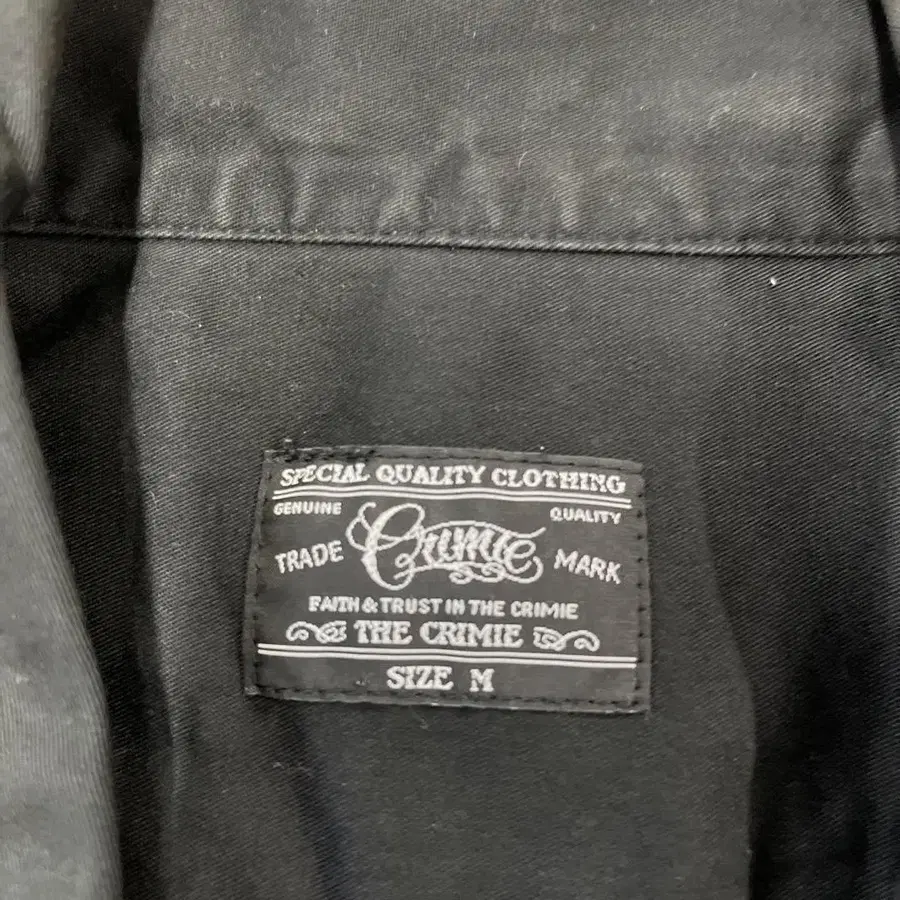 SPECIAL QUALITY CLOTHING
GENUINE QUALITY
TRADE Crimie MARK
FAITH & TRUST IN THE CRIMIE
THE CRIMIE
SIZE M